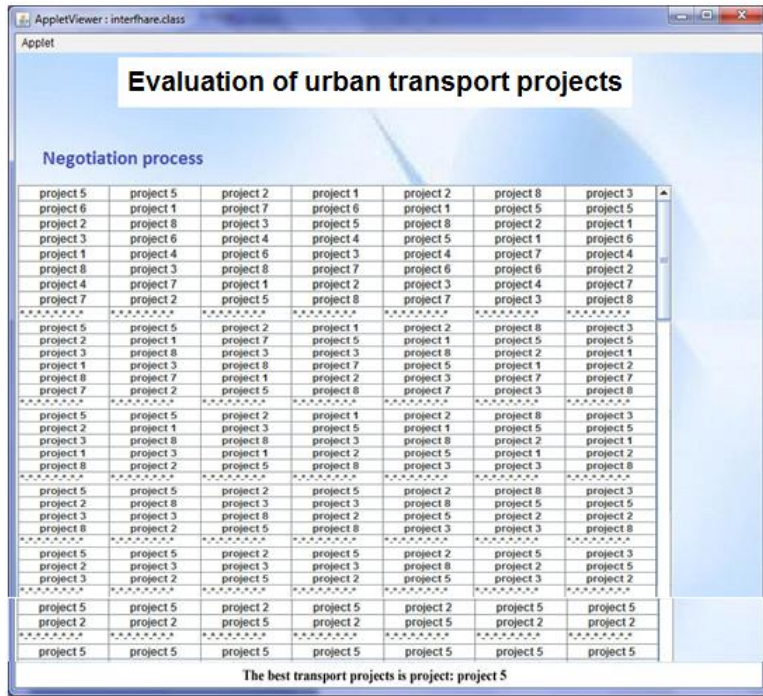 AppletViewer : interfhare.class
Applet
Evaluation of urban transport projects
Negotiation process
project 5 project 5 project 2 project 1 project 2 project 8 project 3
project 6 project 1 project 7 project 6 project 1 project 5 project 5
project 2 project 8 project 3 project 5 project 8 project 2 project 1
project 3 project 6 project 4 project 4 project 5 project 1 project 6
project 1 project 4 project 6 project 3 project 4 project 7 project 4
project 8 project 3 project 8 project 7 project 6 project 6 project 2
project 4 project 7 project 1 project 2 project 3 project 4 project 7
project 7 project 2 project 5 project 8 project 7 project 3 project 8
*.*.*.*.*.*.*.* *.*.*.*.*.*.*.* *.*.*.*.*.*.*.* *.*.*.*.*.*.*.* *.*.*.*.*.*.*.* *.*.*.*.*.*.*.* *.*.*.*.*.*.*.*
project 5 project 5 project 2 project 1 project 2 project 8 project 3
project 2 project 1 project 7 project 5 project 1 project 5 project 5
project 3 project 8 project 3 project 3 project 8 project 2 project 1
project 1 project 3 project 8 project 7 project 5 project 1 project 2
project 8 project 7 project 1 project 2 project 3 project 7 project 7
project 7 project 2 project 5 project 8 project 7 project 3 project 8
*.*.*.*.*.*.*.* *.*.*.*.*.*.*.* *.*.*.*.*.*.*.* *.*.*.*.*.*.*.* *.*.*.*.*.*.*.* *.*.*.*.*.*.*.* *.*.*.*.*.*.*.*
project 5 project 5 project 2 project 1 project 2 project 8 project 3
project 2 project 1 project 3 project 5 project 1 project 5 project 5
project 3 project 8 project 8 project 3 project 8 project 2 project 1
project 1 project 3 project 1 project 2 project 5 project 1 project 2
project 8 project 2 project 5 project 8 project 3 project 3 project 8
*.*.*.*.*.*.*.* *.*.*.*.*.*.*.* *.*.*.*.*.*.*.* *.*.*.*.*.*.*.* *.*.*.*.*.*.*.* *.*.*.*.*.*.*.* *.*.*.*.*.*.*.*
project 5 project 5 project 2 project 5 project 2 project 8 project 3
project 2 project 8 project 3 project 3 project 8 project 5 project 5
project 3 project 3 project 8 project 2 project 5 project 2 project 2
project 8 project 2 project 5 project 8 project 3 project 3 project 8
*.*.*.*.*.*.*.* *.*.*.*.*.*.*.* *.*.*.*.*.*.*.* *.*.*.*.*.*.*.* *.*.*.*.*.*.*.* *.*.*.*.*.*.*.* *.*.*.*.*.*.*.*
project 5 project 5 project 2 project 5 project 2 project 5 project 3
project 2 project 3 project 3 project 3 project 8 project 2 project 5
project 3 project 2 project 5 project 2 project 5 project 3 project 2
*.*.*.*.*.*.*.* *.*.*.*.*.*.*.* *.*.*.*.*.*.*.* *.*.*.*.*.*.*.* *.*.*.*.*.*.*.* *.*.*.*.*.*.*.* *.*.*.*.*.*.*.*
project 5 project 5 project 2 project 5 project 2 project 5 project 5
project 2 project 2 project 5 project 2 project 5 project 2 project 2
*.*.*.*.*.*.*.* *.*.*.*.*.*.*.* *.*.*.*.*.*.*.* *.*.*.*.*.*.*.* *.*.*.*.*.*.*.* *.*.*.*.*.*.*.* *.*.*.*.*.*.*.*
project 5 project 5 project 5 project 5 project 5 project 5 project 5
The best transport projects is project: project 5